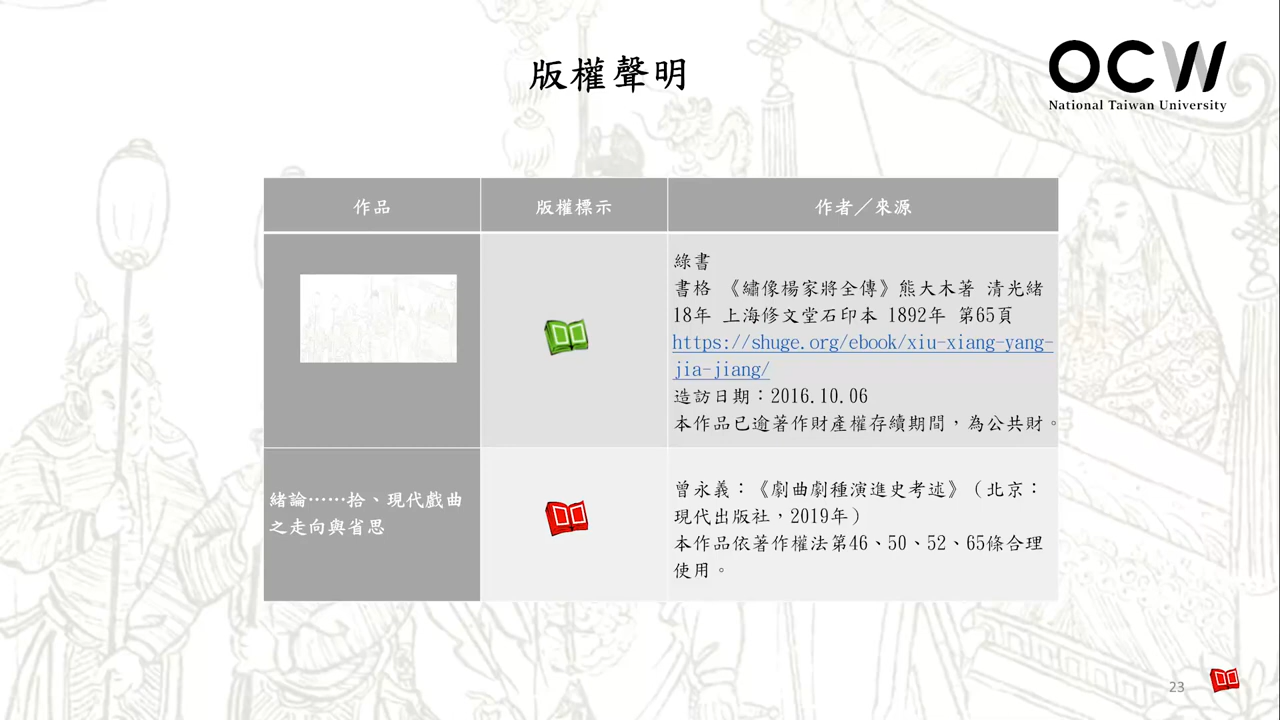 版權聲明
OCW
National Taiwan University
作品
版權標示
作者／來源
綠書
書格 《繡像楊家將全傳》熊大木著 清光緒
18年 上海修文堂石印本 1892年 第65頁
https://shuge.org/ebook/xiu-xiang-yang-
jia-jiang/
造訪日期：2016.10.06
本作品已逾著作財產權存續期間，為公共財。
緒論……拾、現代戲曲
之走向與省思
曾永義：《劇曲劇種演進史考述》（北京：
現代出版社，2019年）
本作品依著作權法第46、50、52、65條合理
使用。
23